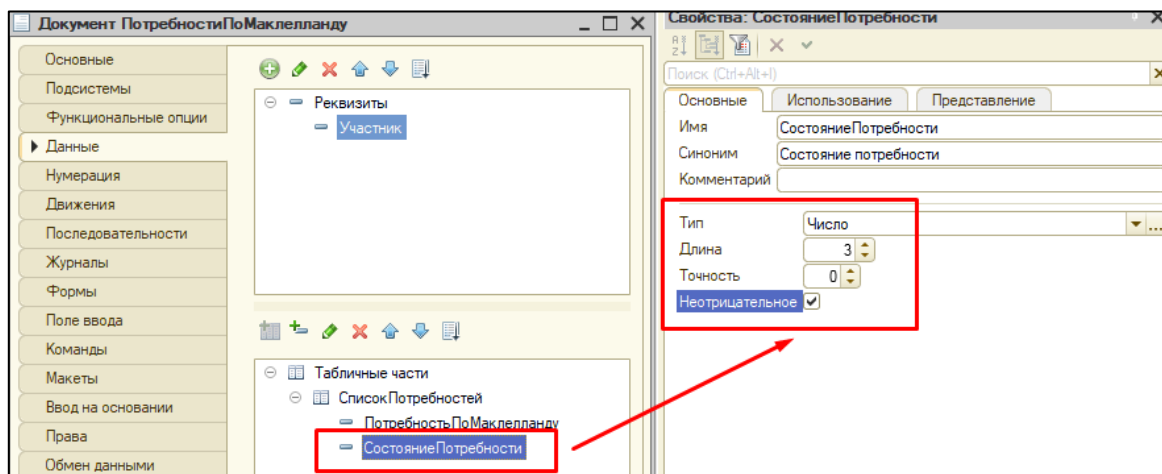 Документ ПотребностиПоМаклелланду
Основные
Подсистемы
Функциональные опции
Данные
Нумерация
Движения
Последовательности
Журналы
Формы
Поле ввода
Команды
Макеты
Ввод на основании
Права
Обмен данными
Реквизиты
Участник
Табличные части
СписокПотребностей
ПотребностьПоМаклелланду
СостояниеПотребности
Свойства: СостояниеПотребности
Поиск (Ctrl+Alt+I)
Основные Использование Представление
Имя СостояниеПотребности
Синоним Состояние потребности
Комментарий
Тип Число
Длина 3
Точность 0
Неотрицательное